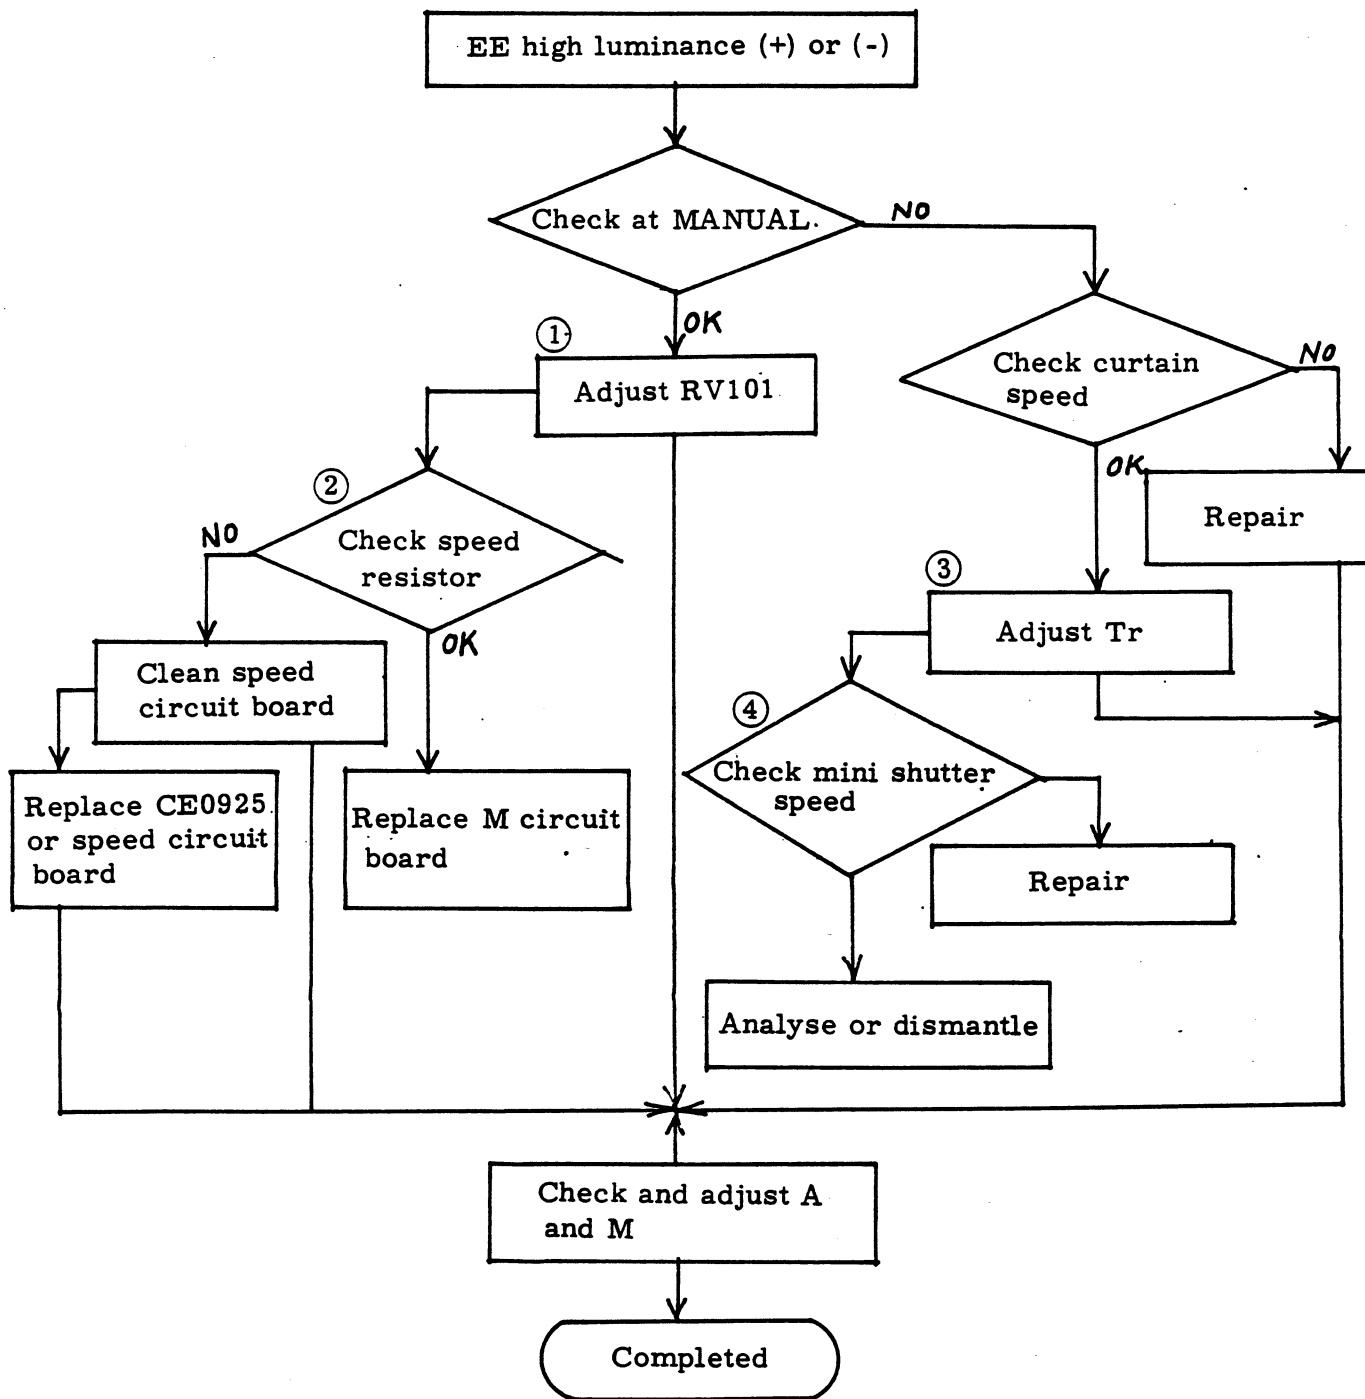 EE high luminance (+) or (-)
Check at MANUAL.
NO
OK
①
Adjust RV101
Check curtain
speed
NO
OK
Repair
②
NO
Check speed
resistor
OK
③
Adjust Tr
Clean speed
circuit board
④
Check mini shutter
speed
Replace CE0925
or speed circuit
board
Replace M circuit
board
Repair
Analyse or dismantle
Check and adjust A
and M
Completed